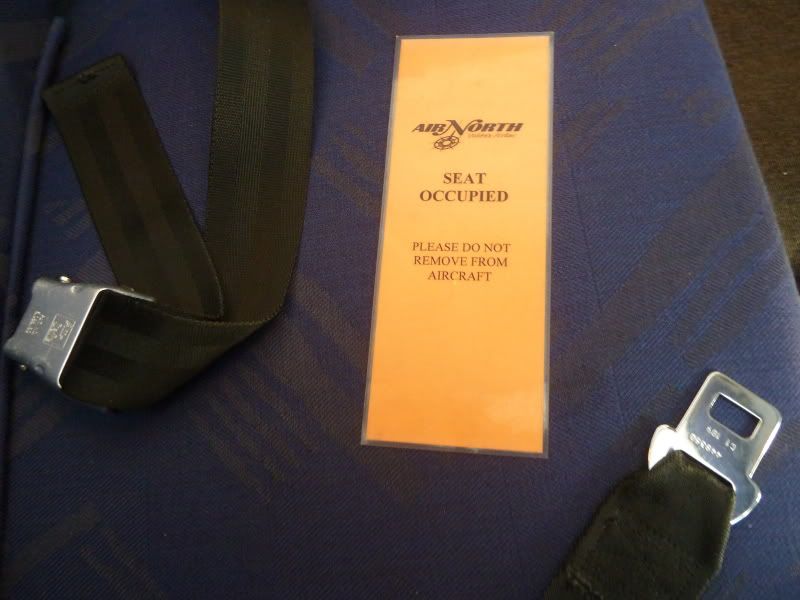 AIR NORTH
SEAT
OCCUPIED
PLEASE DO NOT
REMOVE FROM
AIRCRAFT